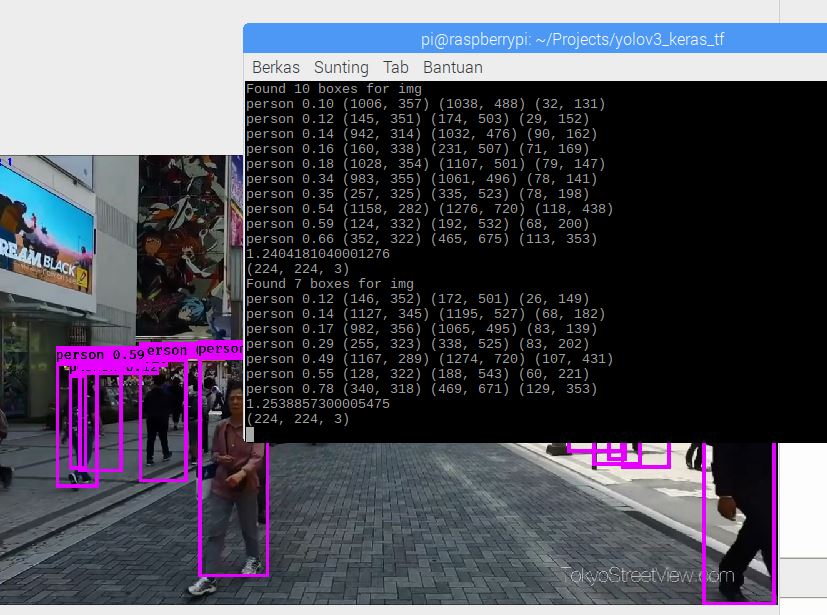 pi@raspberrypi: ~/Projects/yolov3_keras_tf
Berkas Sunting Tab Bantuan
Found 10 boxes for img
person 0.10 (1006, 357) (1038, 488) (32, 131)
person 0.12 (145, 351) (174, 503) (29, 152)
person 0.14 (942, 314) (1032, 476) (90, 162)
person 0.16 (160, 338) (231, 507) (71, 169)
person 0.18 (1028, 354) (1107, 501) (79, 147)
person 0.34 (983, 355) (1061, 496) (78, 141)
person 0.35 (257, 325) (335, 523) (78, 198)
person 0.54 (1158, 282) (1276, 720) (118, 438)
person 0.59 (124, 332) (192, 532) (68, 200)
person 0.66 (352, 322) (465, 675) (113, 353)
1.2404181040001276
(224, 224, 3)
Found 7 boxes for img
person 0.12 (146, 352) (172, 501) (26, 149)
person 0.14 (1127, 345) (1195, 527) (68, 182)
person 0.17 (982, 356) (1065, 495) (83, 139)
person 0.29 (255, 323) (338, 525) (83, 202)
person 0.49 (1167, 289) (1274, 720) (107, 431)
person 0.55 (128, 322) (188, 543) (60, 221)
person 0.78 (340, 318) (469, 671) (129, 353)
1.2538857300005475
(224, 224, 3)
BLACK 2
person 0.59
person
person
TokyoStreetView.com